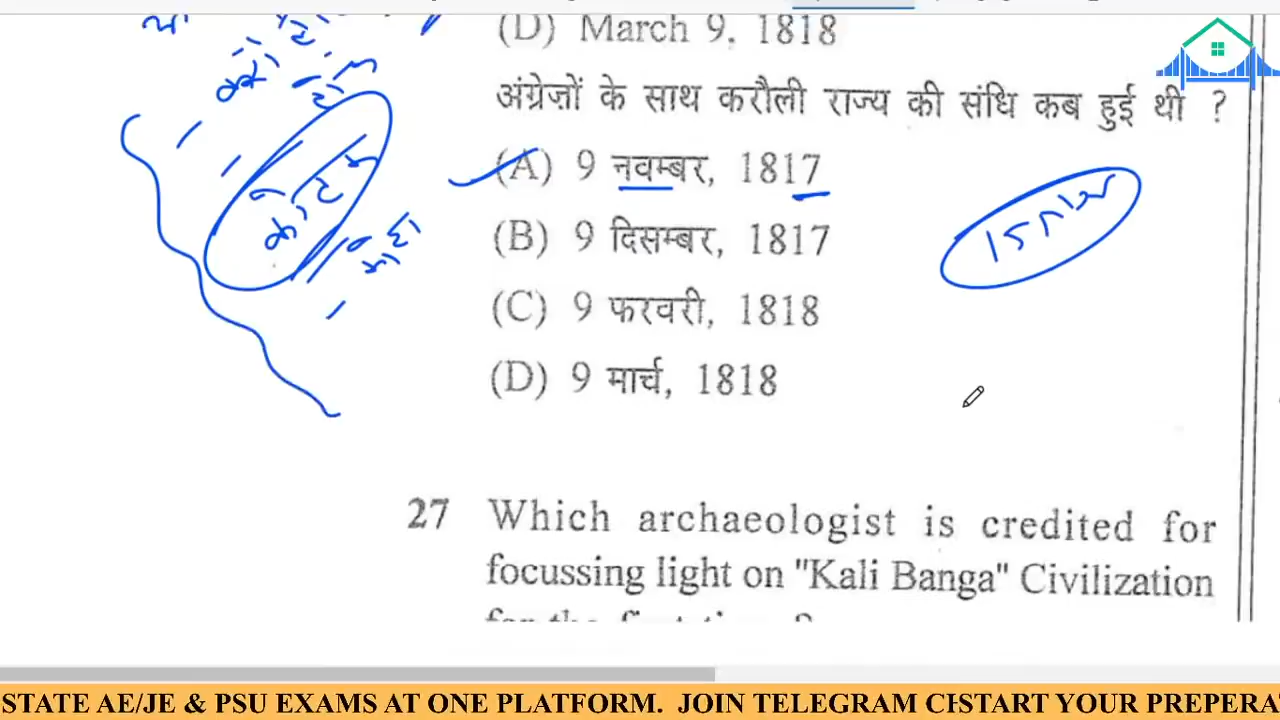 (D) March 9, 1818
अंग्रेजों के साथ करौली राज्य की संधि कब हुई थी ?
(A) 9 नवम्बर, 1817
(B) 9 दिसम्बर, 1817
(C) 9 फरवरी, 1818
(D) 9 मार्च, 1818
27 Which archaeologist is credited for
focussing light on "Kali Banga" Civilization
STATE AE/JE & PSU EXAMS AT ONE PLATFORM. JOIN TELEGRAM CISTART YOUR PREPERA